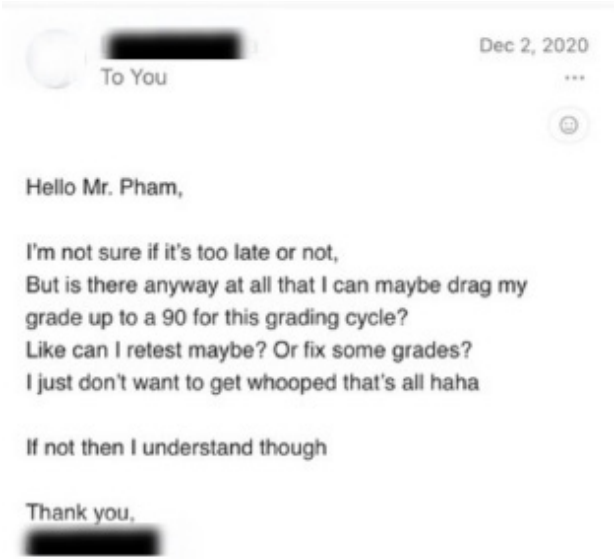 Dec 2, 2020
To You
...
Hello Mr. Pham,
I'm not sure if it's too late or not,
But is there anyway at all that I can maybe drag my
grade up to a 90 for this grading cycle?
Like can I retest maybe? Or fix some grades?
I just don't want to get whooped that's all haha
If not then I understand though
Thank you,